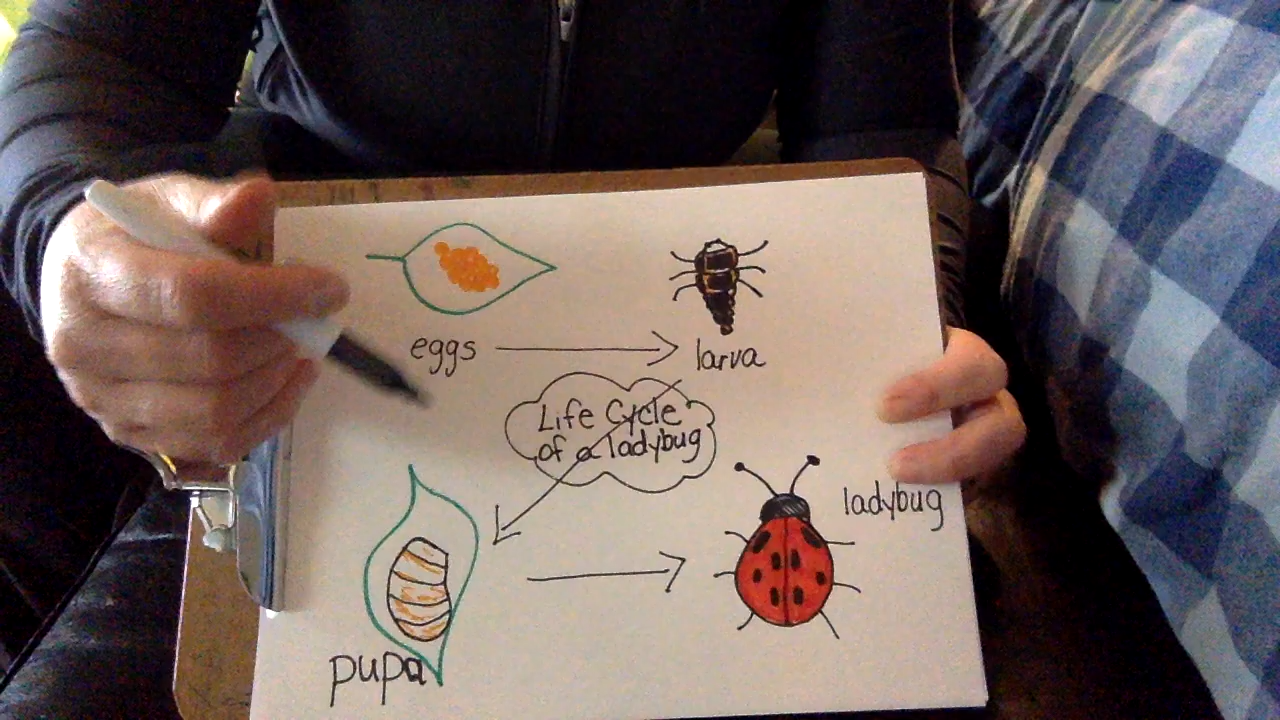 eggs
larva
Life Cycle
of a ladybug
ladybug
pupa